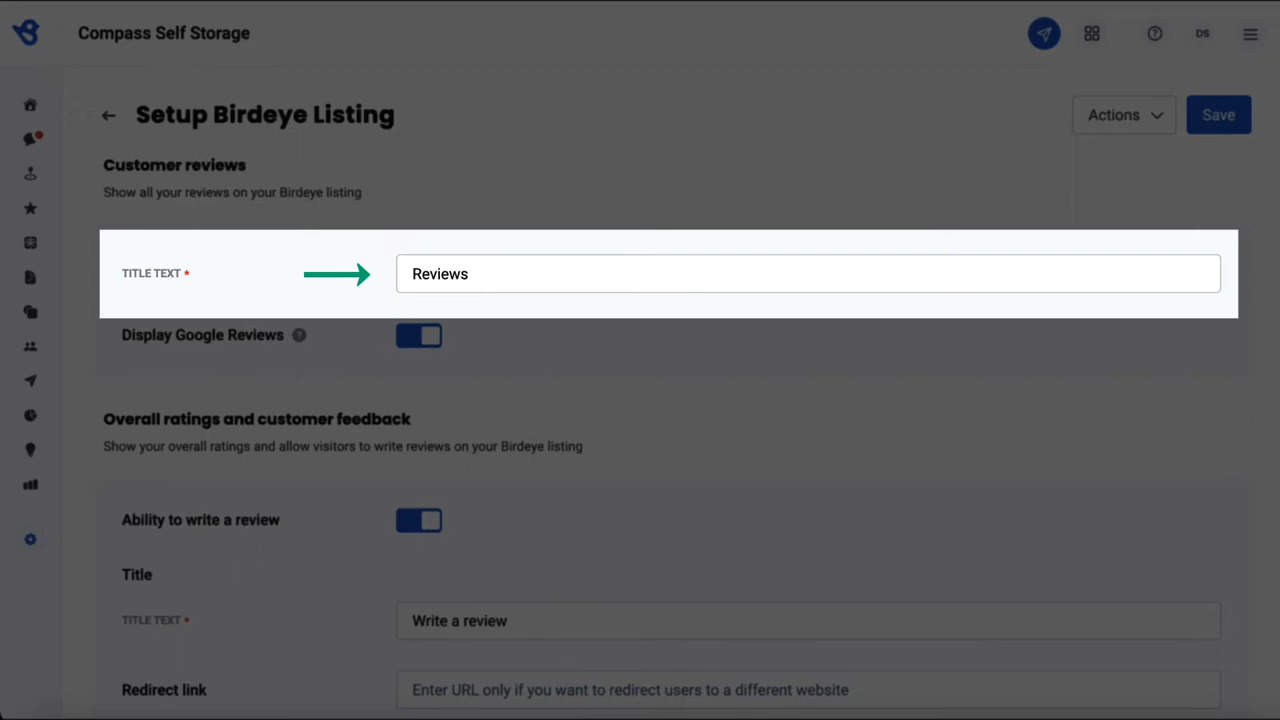 Compass Self Storage
DS
Setup Birdeye Listing
Actions
Save
Customer reviews
Show all your reviews on your Birdeye listing
TITLE TEXT *
Reviews
Display Google Reviews ?
Overall ratings and customer feedback
Show your overall ratings and allow visitors to write reviews on your Birdeye listing
Ability to write a review
Title
TITLE TEXT *
Write a review
Redirect link
Enter URL only if you want to redirect users to a different website